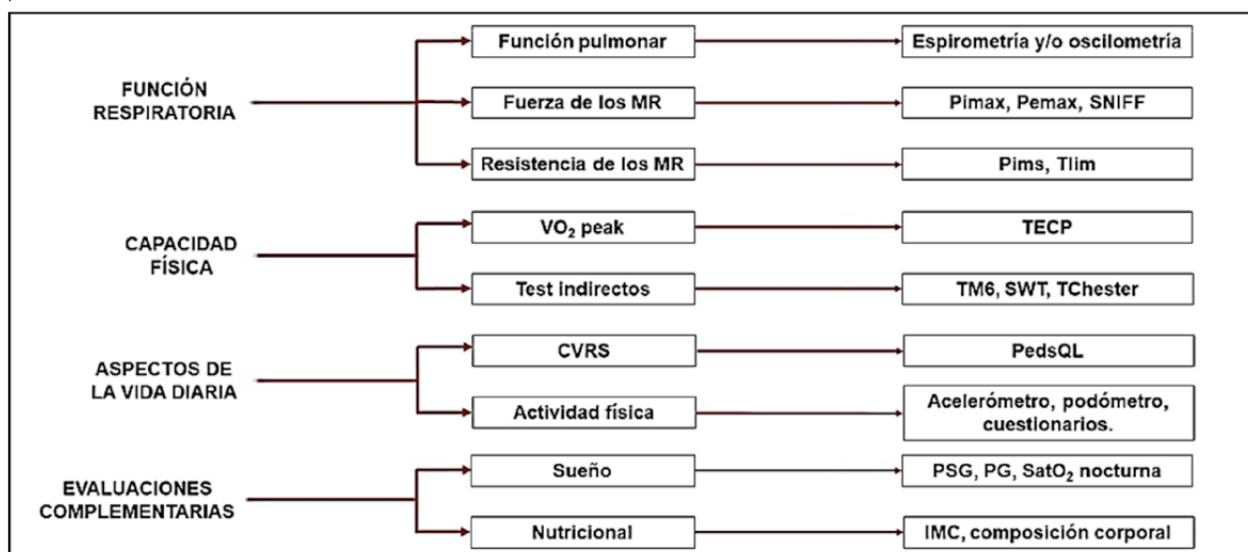 Función pulmonar
Espirometría y/o oscilometría
FUNCIÓN
RESPIRATORIA
Fuerza de los MR
Pimax, Pemax, SNIFF
Resistencia de los MR
Pims, Tlim
CAPACIDAD
FÍSICA
VO₂ peak
TECP
Test indirectos
TM6, SWT, TChester
ASPECTOS DE
LA VIDA DIARIA
CVRS
PedsQL
Actividad física
Acelerómetro, podómetro,
cuestionarios.
EVALUACIONES
COMPLEMENTARIAS
Sueño
PSG, PG, SatO₂ nocturna
Nutricional
IMC, composición corporal